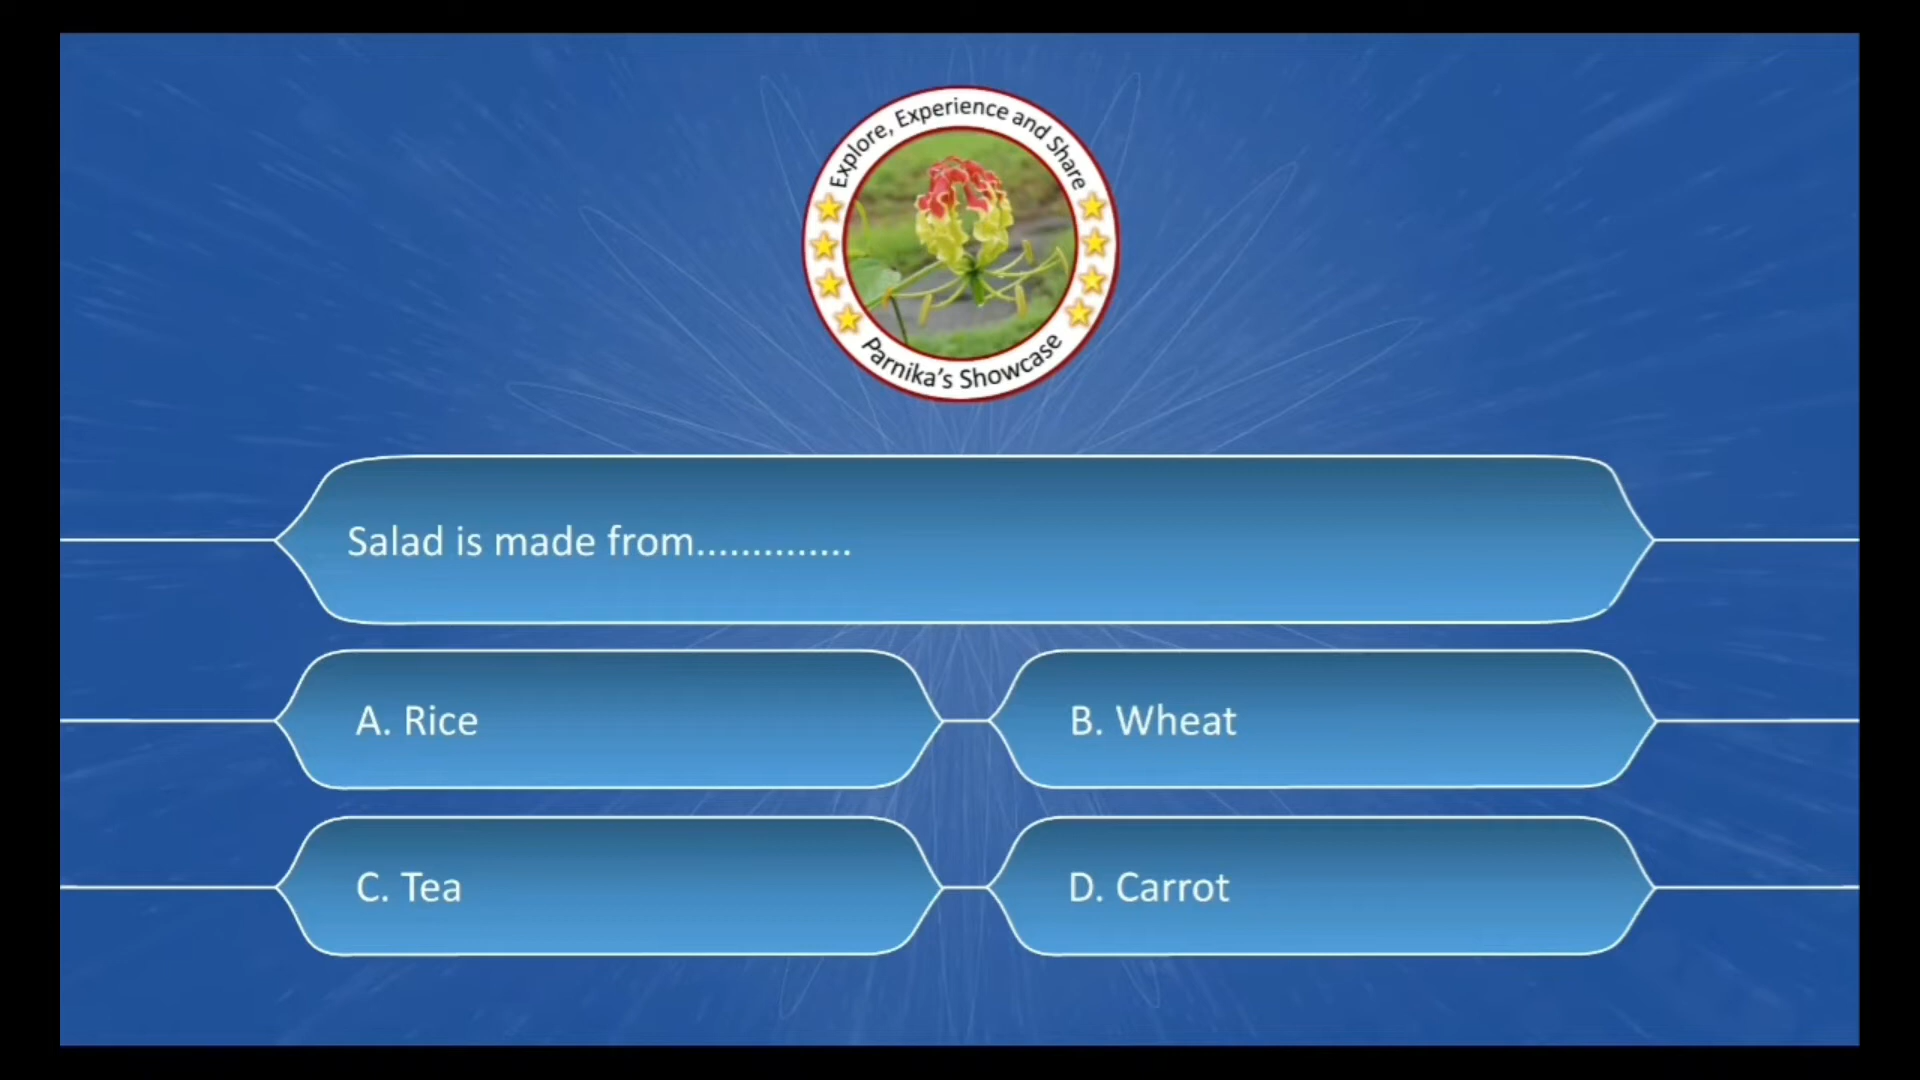 Explore, Experience and Share
Parnika's Showcase
Salad is made from..............
A. Rice
B. Wheat
C. Tea
D. Carrot